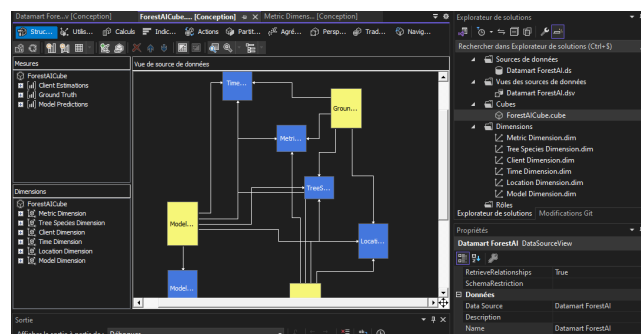 Datamart Fore...v [Conception]
ForestAICube.... [Conception]
Metric Dimens... [Conception]
Struc... Utilis... Calculs Indic... Actions Partit... Agré... Persp... Trad... Navig...
Mesures
ForestAICube
Client Estimations
Ground Truth
Model Predictions
Dimensions
ForestAICube
Metric Dimension
Tree Species Dimension
Client Dimension
Time Dimension
Location Dimension
Model Dimension
Vue de source de données
Time...
Groun...
Metri...
TreeS...
Model...
Locati...
Model...
Sortie
Explorateur de solutions
Rechercher dans Explorateur de solutions (Ctrl+$)
Sources de données
Datamart ForestAI.ds
Vues des sources de données
Datamart ForestAI.dsv
Cubes
ForestAICube.cube
Dimensions
Metric Dimension.dim
Tree Species Dimension.dim
Client Dimension.dim
Time Dimension.dim
Location Dimension.dim
Model Dimension.dim
Rôles
Explorateur de solutions Modifications Git
Propriétés
Datamart ForestAI DataSourceView
RetrieveRelationships True
SchemaRestriction
Données
Data Source Datamart ForestAI
Description
Name Datamart ForestAI